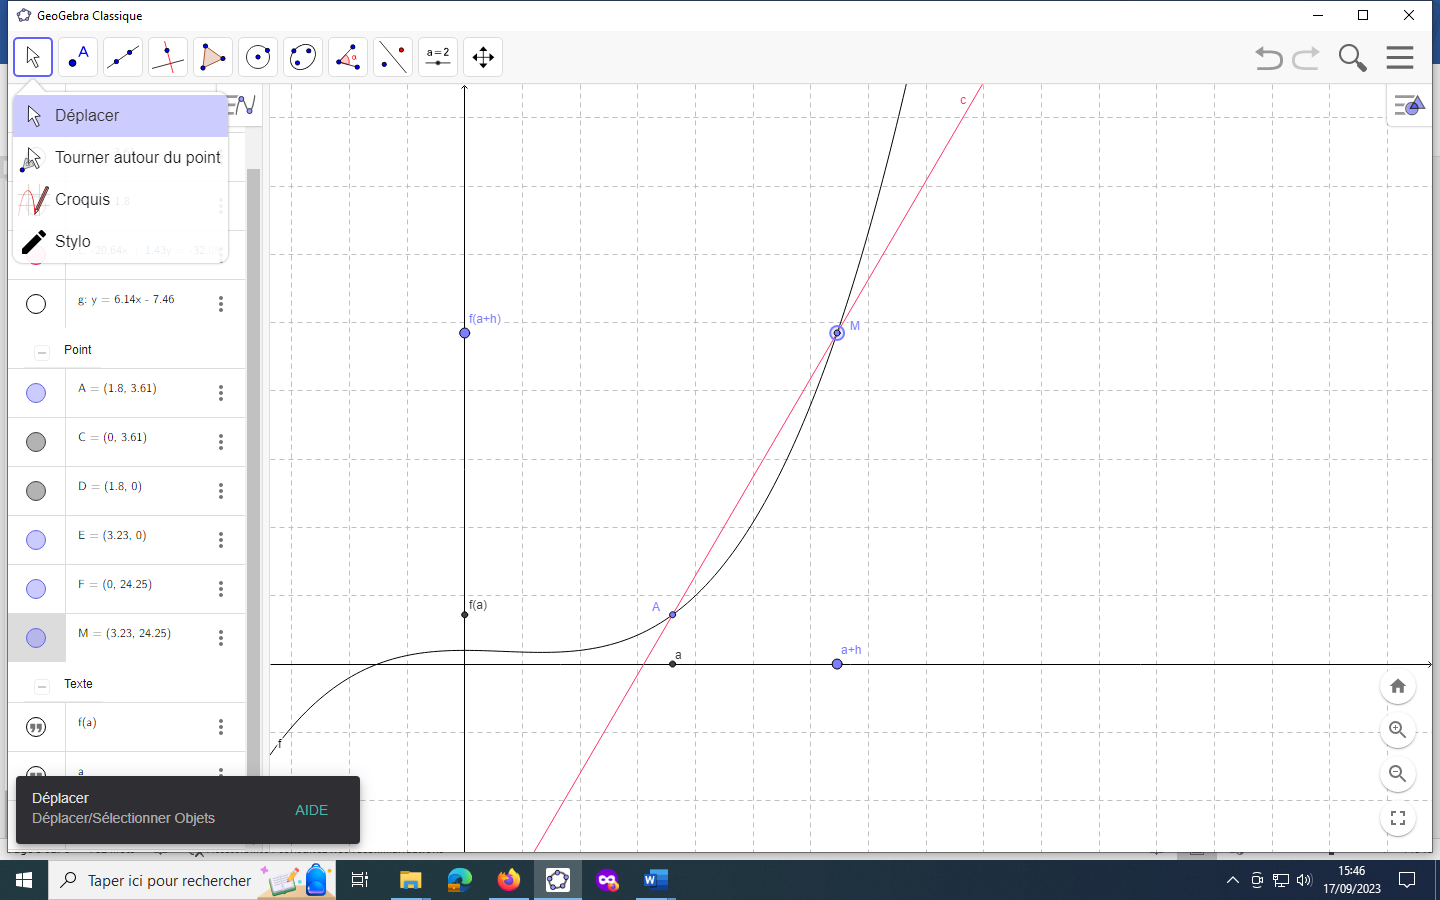 GeoGebra Classique
A
α
a=2
Déplacer
Tourner autour du point
Croquis
Stylo
g: y = 6.14x - 7.46
Point
A = (1.8, 3.61)
C = (0, 3.61)
D = (1.8, 0)
E = (3.23, 0)
F = (0, 24.25)
M = (3.23, 24.25)
Texte
f(a)
a
c
f(a+h)
M
f(a)
A
a
a+h
f
Déplacer
Déplacer/Sélectionner Objets
AIDE
Taper ici pour rechercher
15:46
17/09/2023